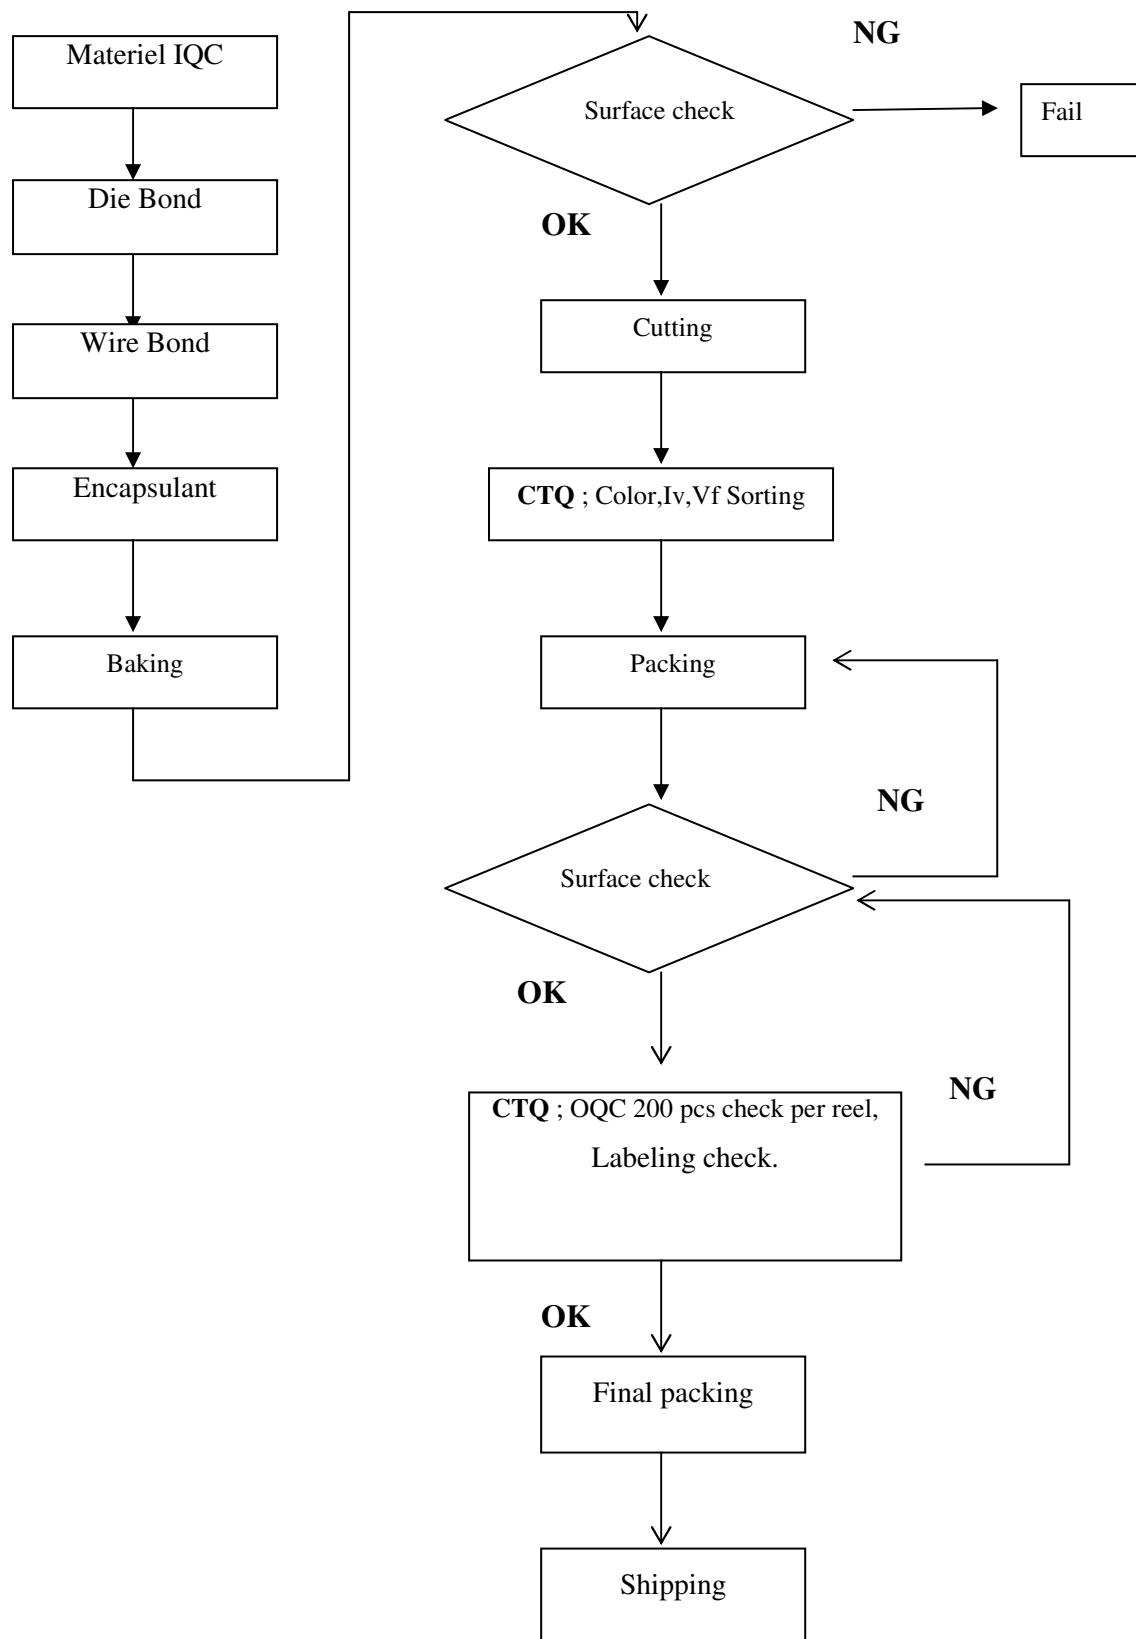 Materiel IQC
Die Bond
Wire Bond
Encapsulant
Baking
Surface check
NG
Fail
OK
Cutting
CTQ ; Color,Iv,Vf Sorting
Packing
NG
Surface check
OK
NG
CTQ ; OQC 200 pcs check per reel,
Labeling check.
OK
Final packing
Shipping